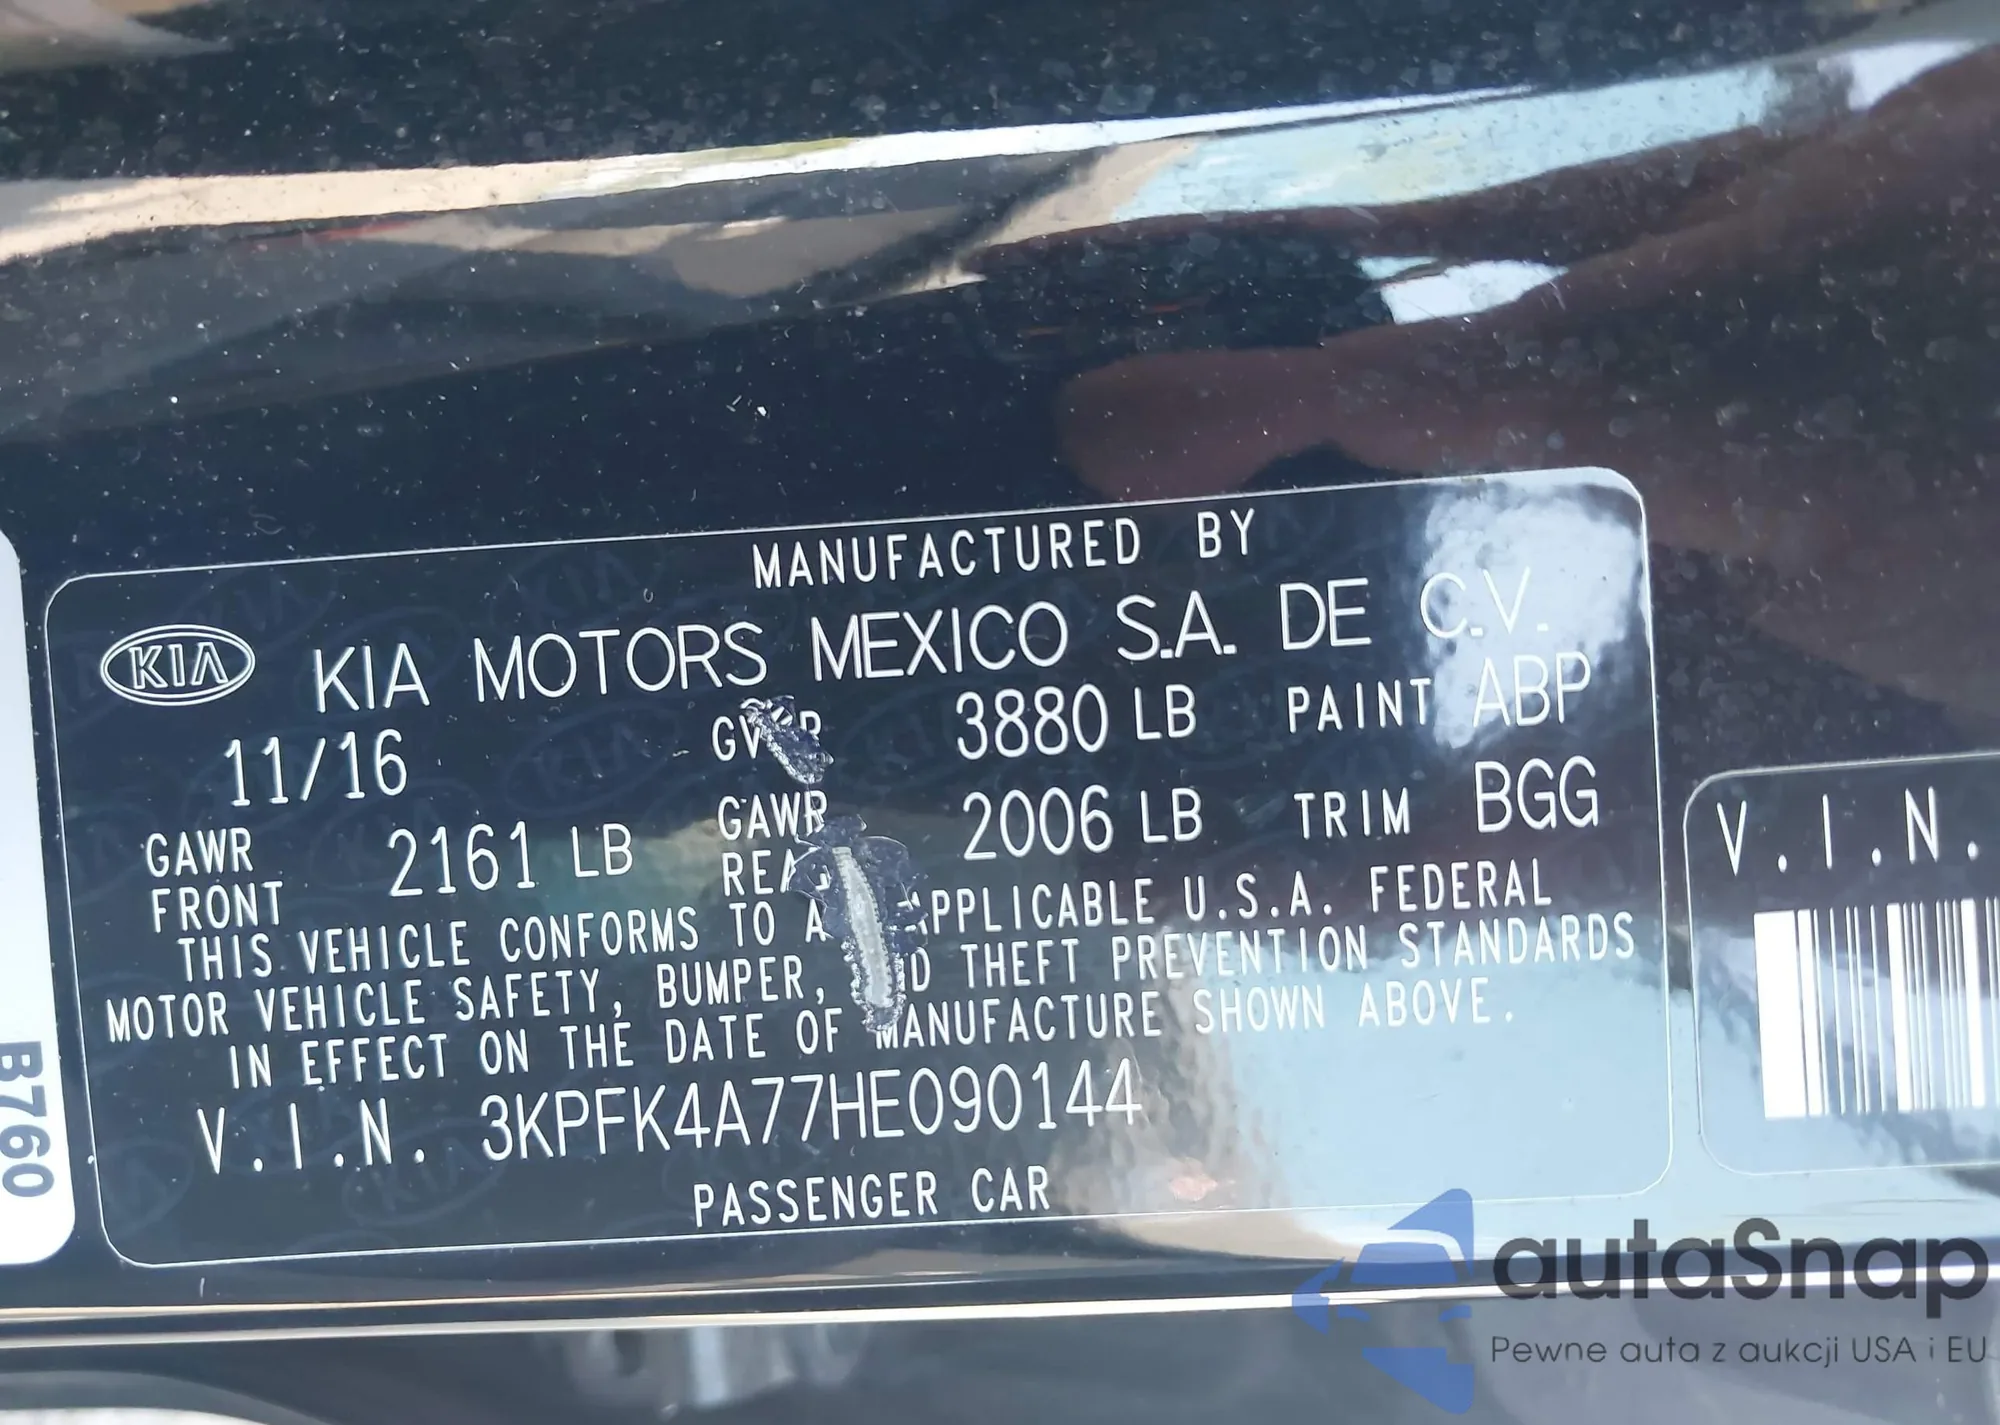 MANUFACTURED BY
KIA KIA MOTORS MEXICO S.A. DE C.V.
11/16 GVWR 3880 LB PAINT ABP
GAWR FRONT 2161 LB GAWR REAR 2006 LB TRIM BGG
THIS VEHICLE CONFORMS TO APPLICABLE U.S.A. FEDERAL
MOTOR VEHICLE SAFETY, BUMPER, THEFT PREVENTION STANDARDS
IN EFFECT ON THE DATE OF MANUFACTURE SHOWN ABOVE.
V.I.N. 3KPFK4A77HE090144
PASSENGER CAR
V.I.N.
B760
autaSnap
Pewne auta z aukcji USA i EU